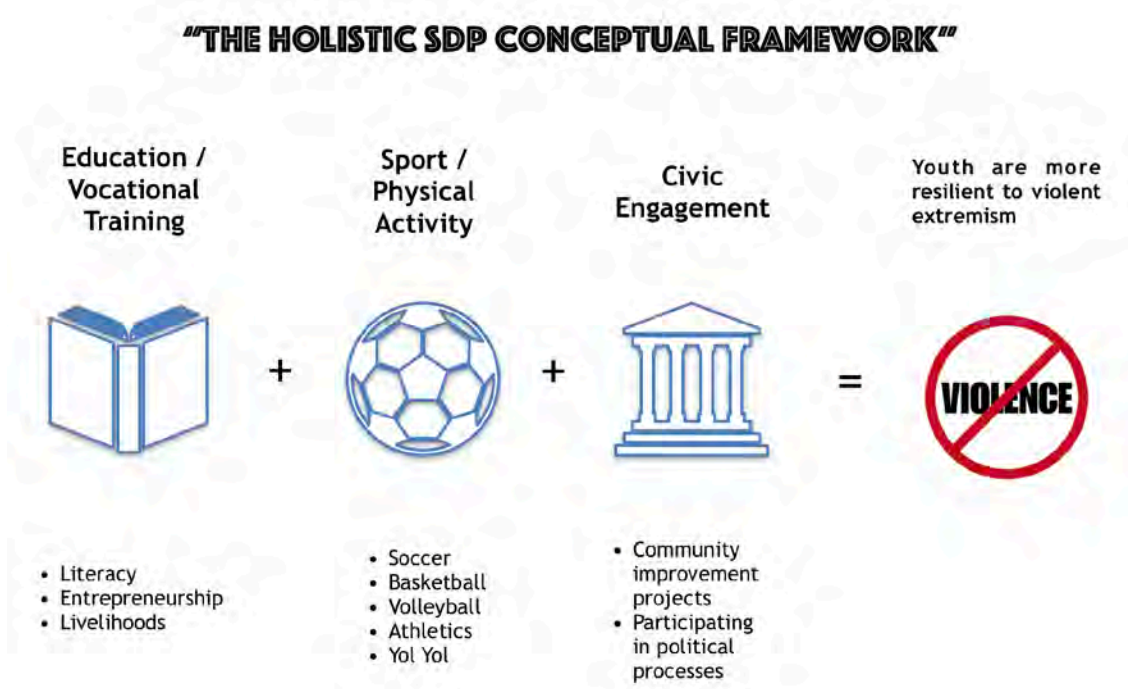 "THE HOLISTIC SDP CONCEPTUAL FRAMEWORK"
Education /
Vocational
Training
Sport /
Physical
Activity
Civic
Engagement
Youth are more
resilient to violent
extremism
+
+
=
VIOLENCE
• Literacy
• Entrepreneurship
• Livelihoods
• Soccer
• Basketball
• Volleyball
• Athletics
• Yol Yol
• Community
improvement
projects
• Participating
in political
processes